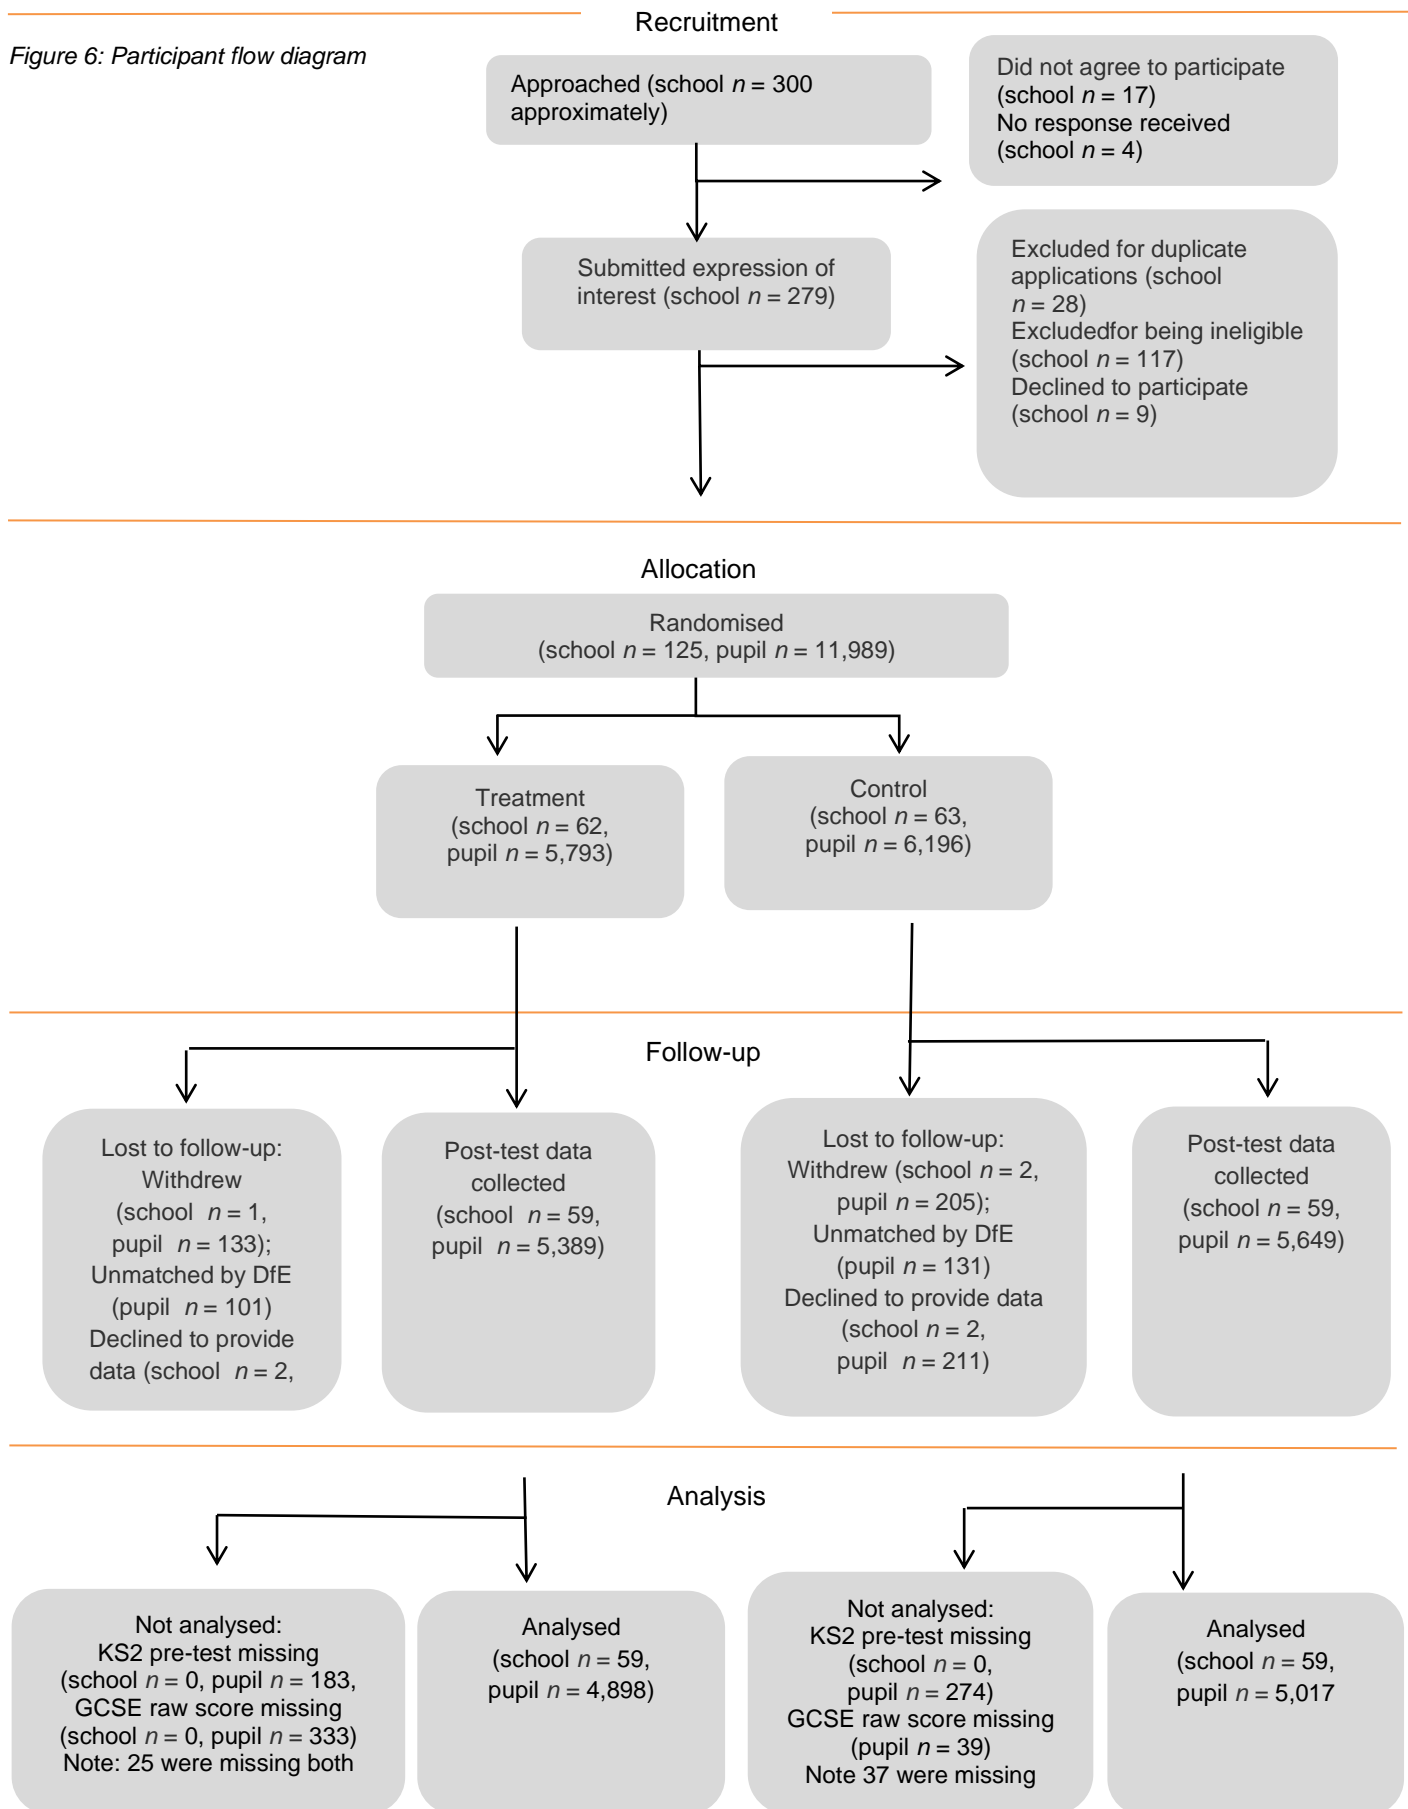 Recruitment
Figure 6: Participant flow diagram
Approached (school n = 300
approximately)
Did not agree to participate
(school n = 17)
No response received
(school n = 4)
Submitted expression of
interest (school n = 279)
Excluded for duplicate
applications (school
n = 28)
Excludedfor being ineligible
(school n = 117)
Declined to participate
(school n = 9)
Allocation
Randomised
(school n = 125, pupil n = 11,989)
Treatment
(school n = 62,
pupil n = 5,793)
Control
(school n = 63,
pupil n = 6,196)
Follow-up
Lost to follow-up:
Withdrew
(school n = 1,
pupil n = 133);
Unmatched by DfE
(pupil n = 101)
Declined to provide
data (school n = 2,
Post-test data
collected
(school n = 59,
pupil n = 5,389)
Lost to follow-up:
Withdrew (school n = 2,
pupil n = 205);
Unmatched by DfE
(pupil n = 131)
Declined to provide data
(school n = 2,
pupil n = 211)
Post-test data
collected
(school n = 59,
pupil n = 5,649)
Analysis
Not analysed:
KS2 pre-test missing
(school n = 0, pupil n = 183,
GCSE raw score missing
(school n = 0, pupil n = 333)
Note: 25 were missing both
Analysed
(school n = 59,
pupil n = 4,898)
Not analysed:
KS2 pre-test missing
(school n = 0,
pupil n = 274)
GCSE raw score missing
(pupil n = 39)
Note 37 were missing
Analysed
(school n = 59,
pupil n = 5,017